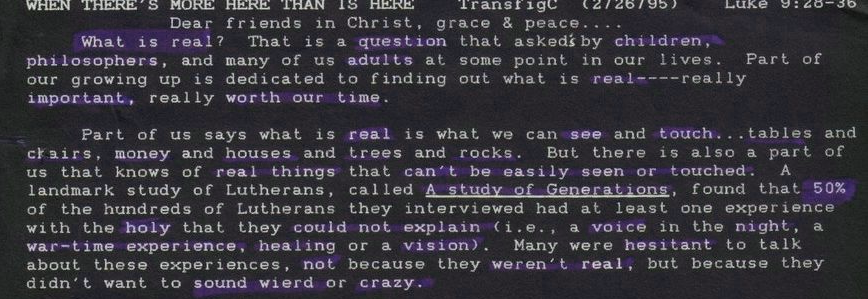 WHEN THERE'S MORE HERE THAN IS HERE TransfigC (2/26/95) Luke 9:28-36
Dear friends in Christ, grace & peace....
What is real? That is a question that asked's by children,
philosophers, and many of us adults at some point in our lives. Part of
our growing up is dedicated to finding out what is real----really
important, really worth our time.
Part of us says what is real is what we can see and touch...tables and
chairs, money and houses and trees and rocks. But there is also a part of
us that knows of real things that can't be easily seen or touched. A
landmark study of Lutherans, called A study of Generations, found that 50%
of the hundreds of Lutherans they interviewed had at least one experience
with the holy that they could not explain (i.e., a voice in the night, a
war-time experience, healing or a vision). Many were hesitant to talk
about these experiences, not because they weren't real, but because they
didn't want to sound wierd or crazy.